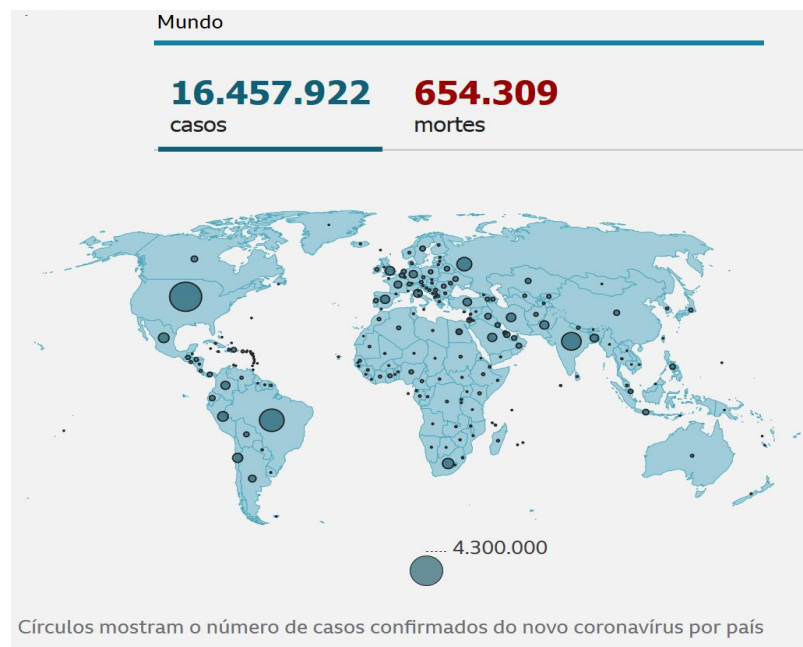 Mundo
16.457.922 654.309
casos mortes
4.300.000
Círculos mostram o número de casos confirmados do novo coronavírus por país